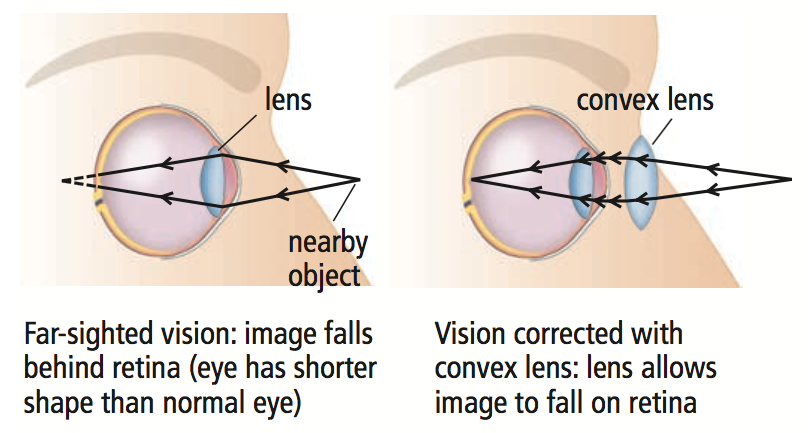 lens
nearby
object
Far-sighted vision: image falls
behind retina (eye has shorter
shape than normal eye)
convex lens
Vision corrected with
convex lens: lens allows
image to fall on retina